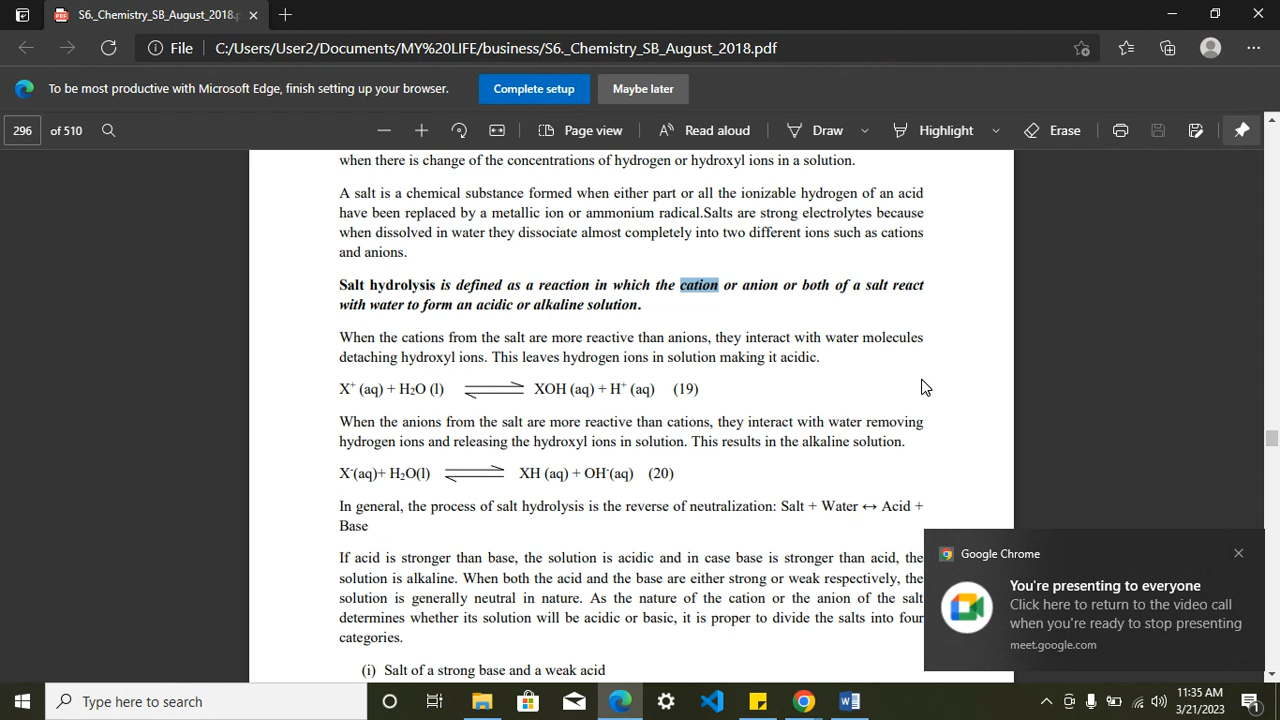 S6._Chemistry_SB_August_2018.p
File C:/Users/User2/Documents/MY%20LIFE/business/S6._Chemistry_SB_August_2018.pdf
To be most productive with Microsoft Edge, finish setting up your browser. Complete setup Maybe later
296 of 510 Page view Read aloud Draw Highlight Erase
when there is change of the concentrations of hydrogen or hydroxyl ions in a solution.
A salt is a chemical substance formed when either part or all the ionizable hydrogen of an acid
have been replaced by a metallic ion or ammonium radical.Salts are strong electrolytes because
when dissolved in water they dissociate almost completely into two different ions such as cations
and anions.
Salt hydrolysis is defined as a reaction in which the cation or anion or both of a salt react
with water to form an acidic or alkaline solution.
When the cations from the salt are more reactive than anions, they interact with water molecules
detaching hydroxyl ions. This leaves hydrogen ions in solution making it acidic.
X⁺ (aq) + H₂O (l) ⇌ XOH (aq) + H⁺ (aq) (19)
When the anions from the salt are more reactive than cations, they interact with water removing
hydrogen ions and releasing the hydroxyl ions in solution. This results in the alkaline solution.
X⁻(aq)+ H₂O(l) ⇌ XH (aq) + OH⁻(aq) (20)
In general, the process of salt hydrolysis is the reverse of neutralization: Salt + Water ↔ Acid +
Base
If acid is stronger than base, the solution is acidic and in case base is stronger than acid, the
solution is alkaline. When both the acid and the base are either strong or weak respectively, the
solution is generally neutral in nature. As the nature of the cation or the anion of the salt
determines whether its solution will be acidic or basic, it is proper to divide the salts into four
categories.
(i) Salt of a strong base and a weak acid
Google Chrome
You're presenting to everyone
Click here to return to the video call
when you're ready to stop presenting
meet.google.com
Type here to search
11:35 AM
3/21/2023